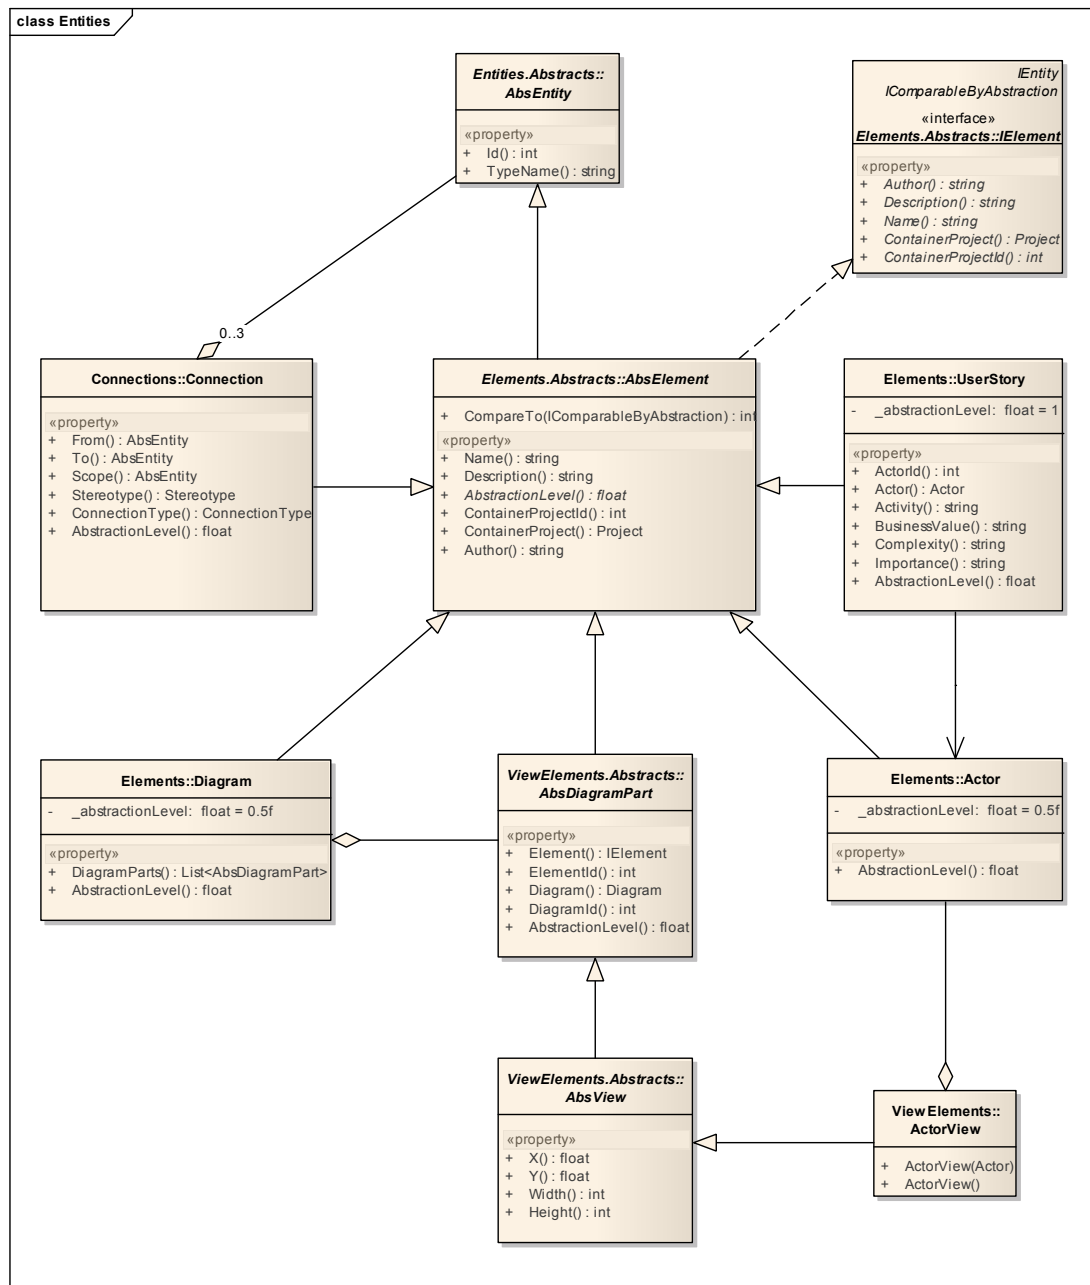 class Entities
Entities.Abstracts::
AbsEntity
«property»
+ Id() : int
+ TypeName() : string
IEntity
IComparableByAbstraction
«interface»
Elements.Abstracts::IElement
«property»
+ Author() : string
+ Description() : string
+ Name() : string
+ ContainerProject() : Project
+ ContainerProjectId() : int
0..3
Connections::Connection
«property»
+ From() : AbsEntity
+ To() : AbsEntity
+ Scope() : AbsEntity
+ Stereotype() : Stereotype
+ ConnectionType() : ConnectionType
+ AbstractionLevel() : float
Elements.Abstracts::AbsElement
+ CompareTo(IComparableByAbstraction) : int
«property»
+ Name() : string
+ Description() : string
+ AbstractionLevel() : float
+ ContainerProjectId() : int
+ ContainerProject() : Project
+ Author() : string
Elements::UserStory
- _abstractionLevel: float = 1
«property»
+ ActorId() : int
+ Actor() : Actor
+ Activity() : string
+ BusinessValue() : string
+ Complexity() : string
+ Importance() : string
+ AbstractionLevel() : float
Elements::Diagram
- _abstractionLevel: float = 0.5f
«property»
+ DiagramParts() : List<AbsDiagramPart>
+ AbstractionLevel() : float
ViewElements.Abstracts::
AbsDiagramPart
«property»
+ Element() : IElement
+ ElementId() : int
+ Diagram() : Diagram
+ DiagramId() : int
+ AbstractionLevel() : float
Elements::Actor
- _abstractionLevel: float = 0.5f
«property»
+ AbstractionLevel() : float
ViewElements.Abstracts::
AbsView
«property»
+ X() : float
+ Y() : float
+ Width() : int
+ Height() : int
ViewElements::
ActorView
+ ActorView(Actor)
+ ActorView()